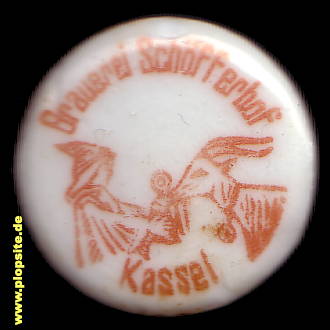 Brauerei Schöfferhof
Kassel
www.plopsite.de